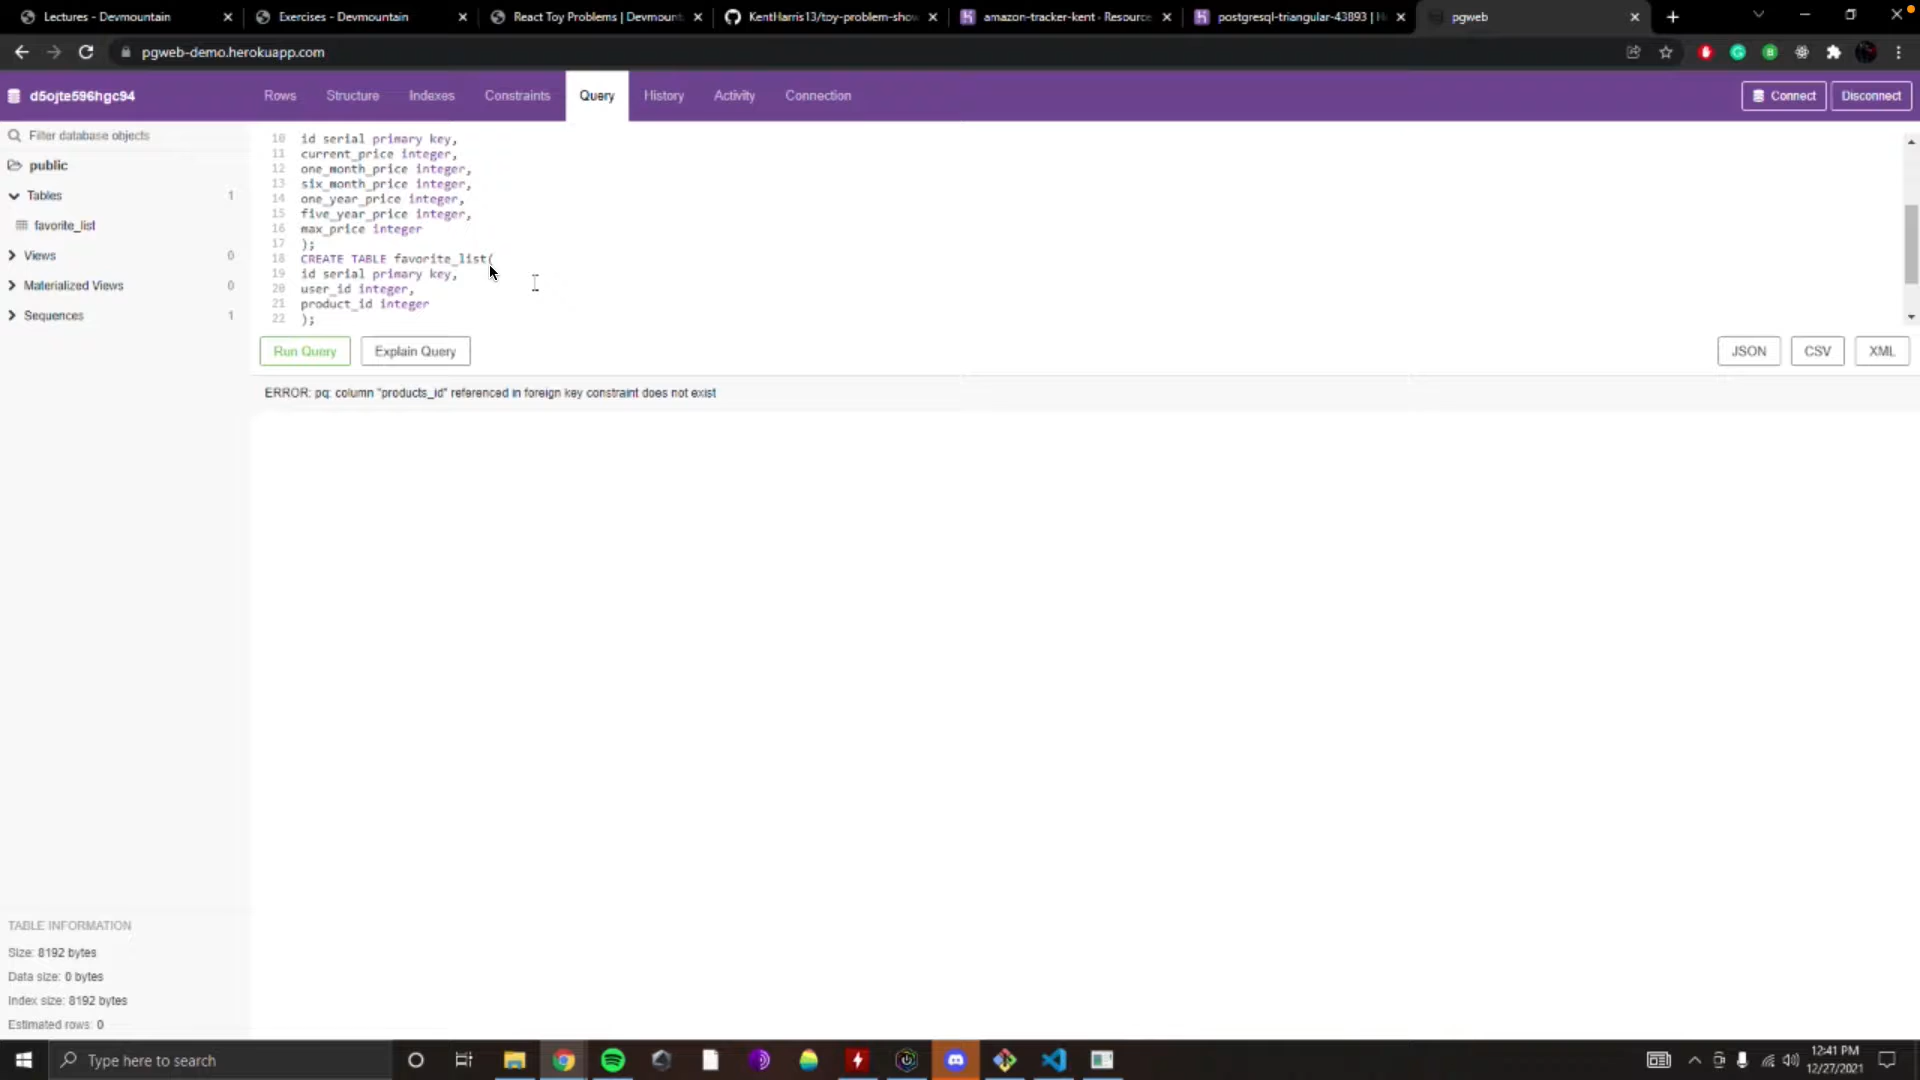 Lectures - Devmountain
Exercises - Devmountain
React Toy Problems | Devmount
KentHarris13/toy-problem-show
amazon-tracker-kent · Resource
postgresql-triangular-43893 | H
pgweb
pgweb-demo.herokuapp.com
d5ojte596hgc94
Rows
Structure
Indexes
Constraints
Query
History
Activity
Connection
Connect
Disconnect
Filter database objects
public
Tables 1
favorite_list
Views 0
Materialized Views 0
Sequences 1
10 id serial primary key,
11 current_price integer,
12 one_month_price integer,
13 six_month_price integer,
14 one_year_price integer,
15 five_year_price integer,
16 max_price integer
17 );
18 CREATE TABLE favorite_list(
19 id serial primary key,
20 user_id integer,
21 product_id integer
22 );
Run Query
Explain Query
JSON
CSV
XML
ERROR: pq: column "products_id" referenced in foreign key constraint does not exist
TABLE INFORMATION
Size: 8192 bytes
Data size: 0 bytes
Index size: 8192 bytes
Estimated rows: 0
Type here to search
12:41 PM
12/27/2021